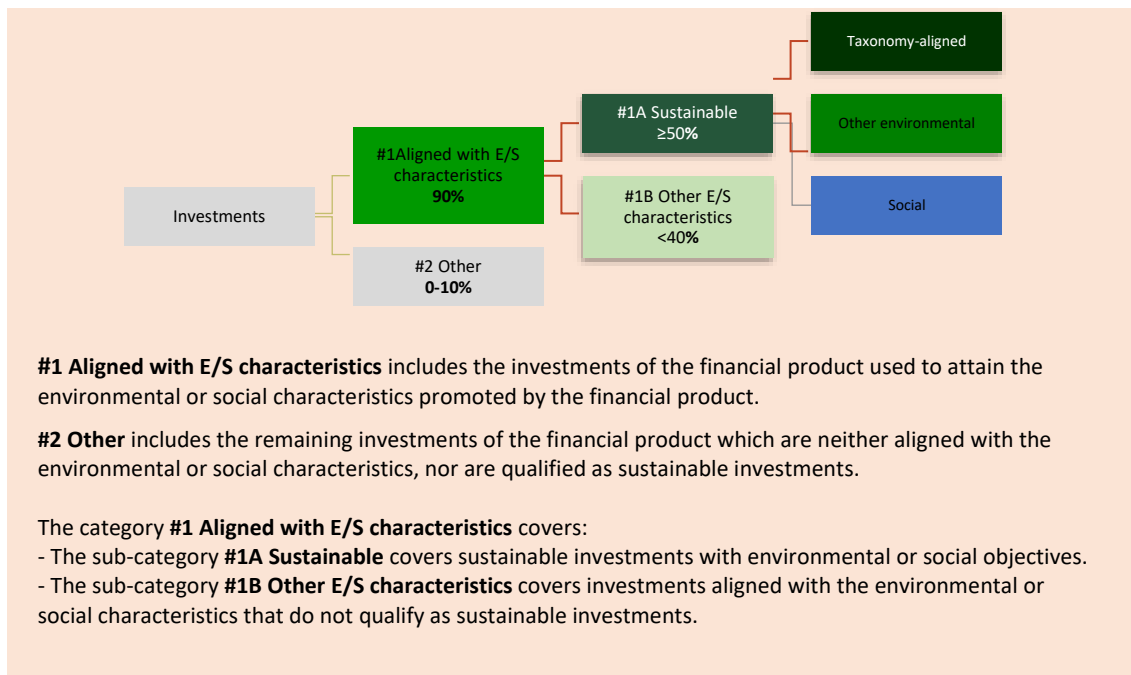 Taxonomy-aligned
#1A Sustainable
≥50%
Other environmental
#1Aligned with E/S
characteristics
90%
Investments
#1B Other E/S
characteristics
<40%
Social
#2 Other
0-10%
#1 Aligned with E/S characteristics includes the investments of the financial product used to attain the
environmental or social characteristics promoted by the financial product.
#2 Other includes the remaining investments of the financial product which are neither aligned with the
environmental or social characteristics, nor are qualified as sustainable investments.
The category #1 Aligned with E/S characteristics covers:
- The sub-category #1A Sustainable covers sustainable investments with environmental or social objectives.
- The sub-category #1B Other E/S characteristics covers investments aligned with the environmental or
social characteristics that do not qualify as sustainable investments.